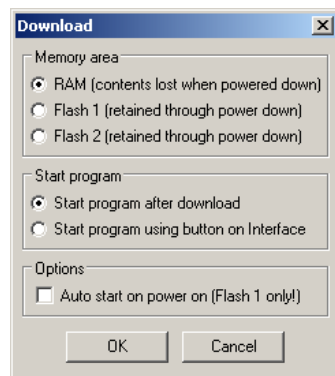 Download
Memory area
RAM (contents lost when powered down)
Flash 1 (retained through power down)
Flash 2 (retained through power down)
Start program
Start program after download
Start program using button on Interface
Options
Auto start on power on (Flash 1 only!)
OK
Cancel